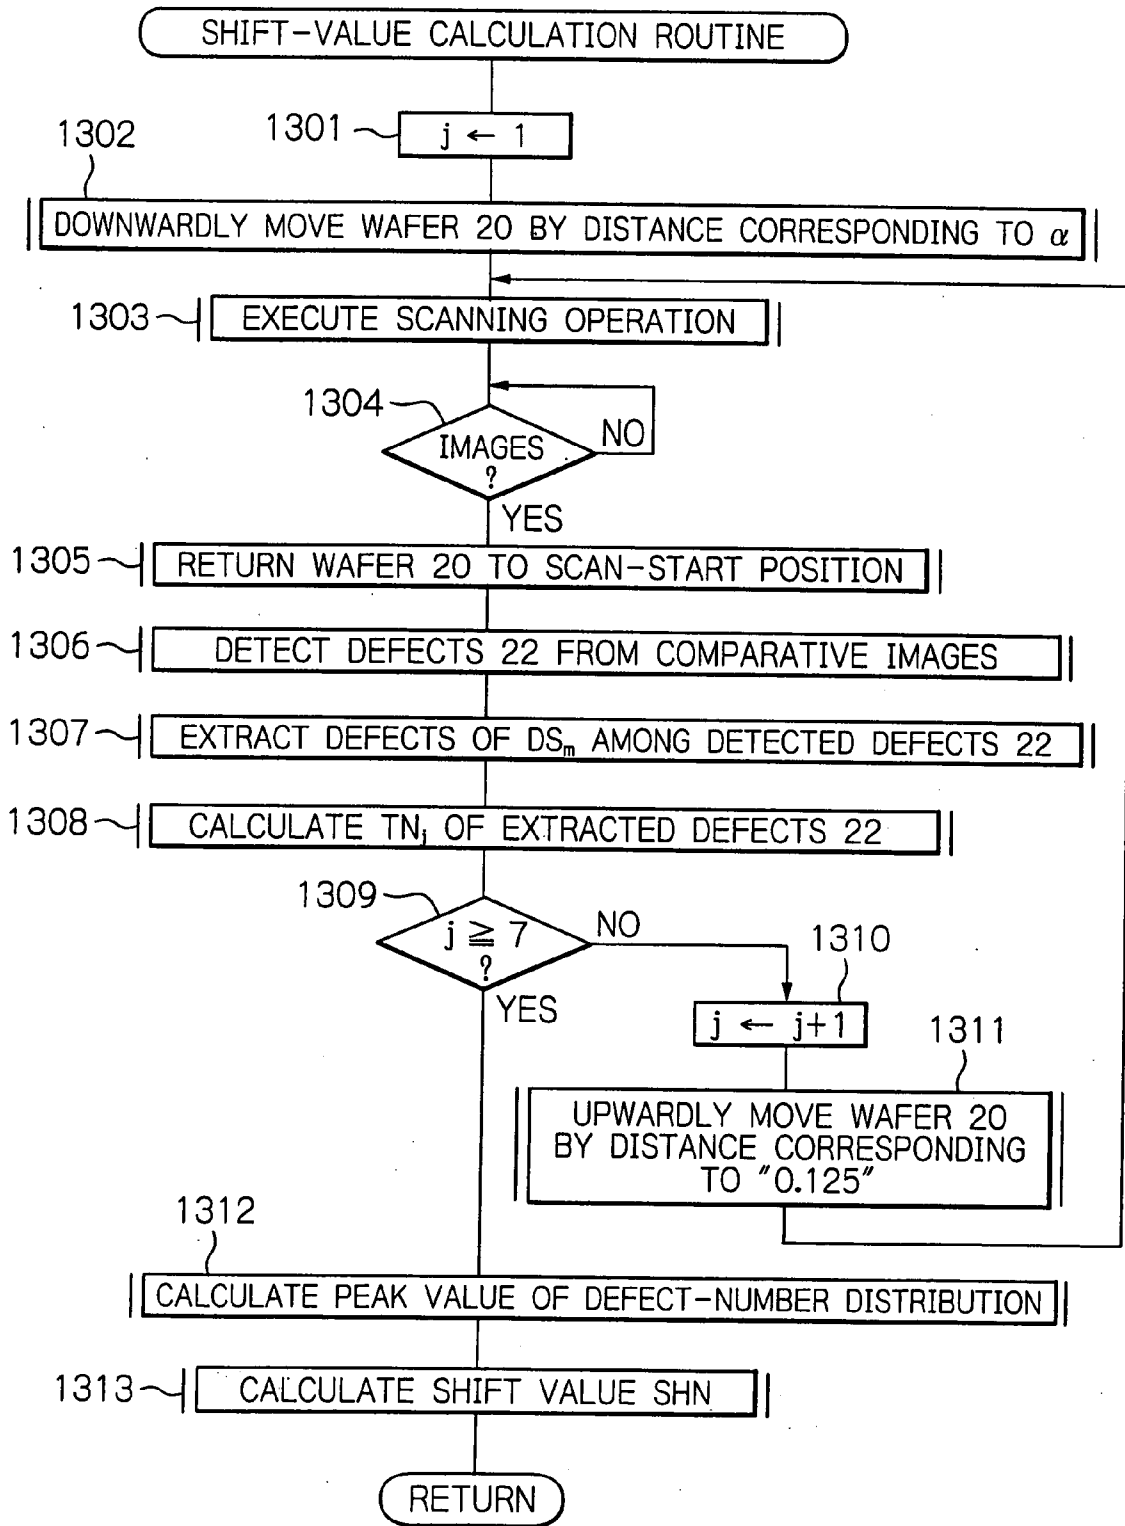 SHIFT-VALUE CALCULATION ROUTINE
1301
j ← 1
1302
DOWNWARDLY MOVE WAFER 20 BY DISTANCE CORRESPONDING TO α
1303
EXECUTE SCANNING OPERATION
1304
IMAGES
?
NO
YES
1305
RETURN WAFER 20 TO SCAN-START POSITION
1306
DETECT DEFECTS 22 FROM COMPARATIVE IMAGES
1307
EXTRACT DEFECTS OF DSm AMONG DETECTED DEFECTS 22
1308
CALCULATE TNj OF EXTRACTED DEFECTS 22
1309
j ≧ 7
?
NO
YES
1310
j ← j+1
1311
UPWARDLY MOVE WAFER 20
BY DISTANCE CORRESPONDING
TO "0.125"
1312
CALCULATE PEAK VALUE OF DEFECT-NUMBER DISTRIBUTION
1313
CALCULATE SHIFT VALUE SHN
RETURN